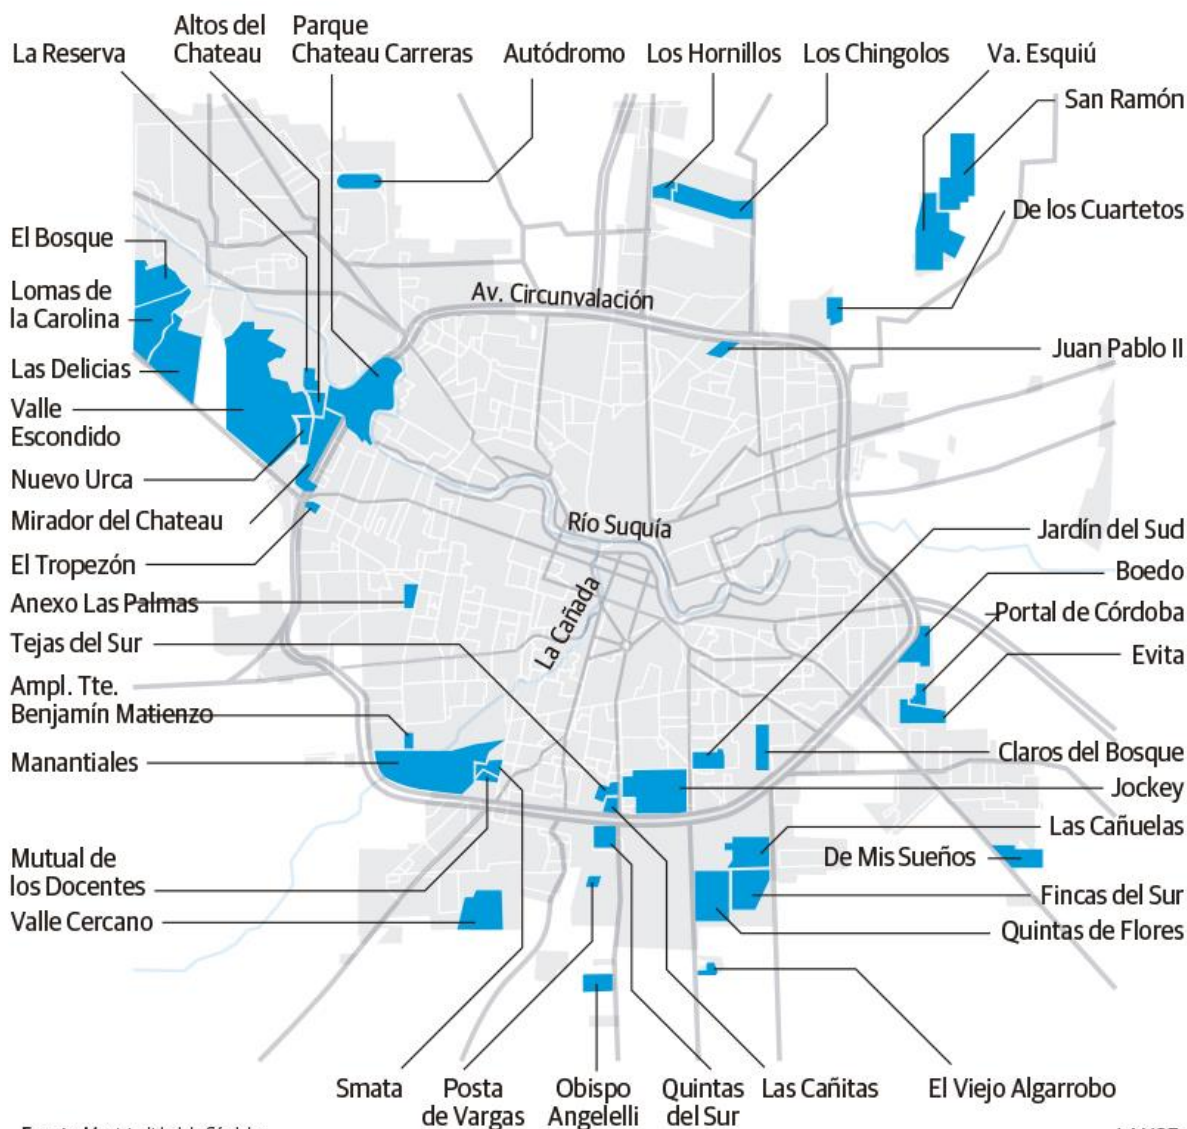 Altos del
Chateau
Parque
Chateau Carreras
La Reserva
Autódromo
Los Hornillos
Los Chingolos
Va. Esquiú
San Ramón
De los Cuartetos
El Bosque
Lomas de
la Carolina
Av. Circunvalación
Juan Pablo II
Las Delicias
Valle
Escondido
Nuevo Urca
Mirador del Chateau
Río Suquía
Jardín del Sud
El Tropezón
Boedo
Anexo Las Palmas
La Cañada
Portal de Córdoba
Tejas del Sur
Evita
Ampl. Tte.
Benjamín Matienzo
Claros del Bosque
Manantiales
Jockey
Las Cañuelas
De Mis Sueños
Mutual de
los Docentes
Fincas del Sur
Valle Cercano
Quintas de Flores
Smata
Posta
de Vargas
Obispo
Angelelli
Quintas
del Sur
Las Cañitas
El Viejo Algarrobo